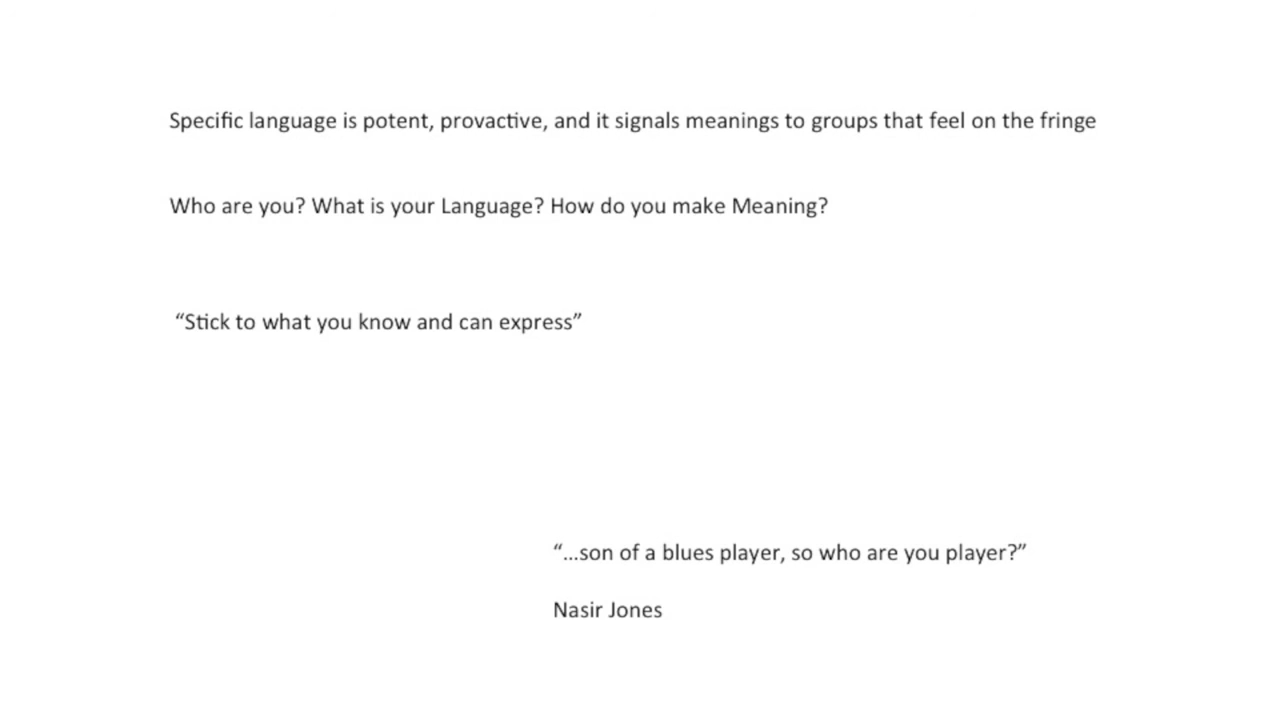 Specific language is potent, provactive, and it signals meanings to groups that feel on the fringe
Who are you? What is your Language? How do you make Meaning?
“Stick to what you know and can express”
“...son of a blues player, so who are you player?”
Nasir Jones